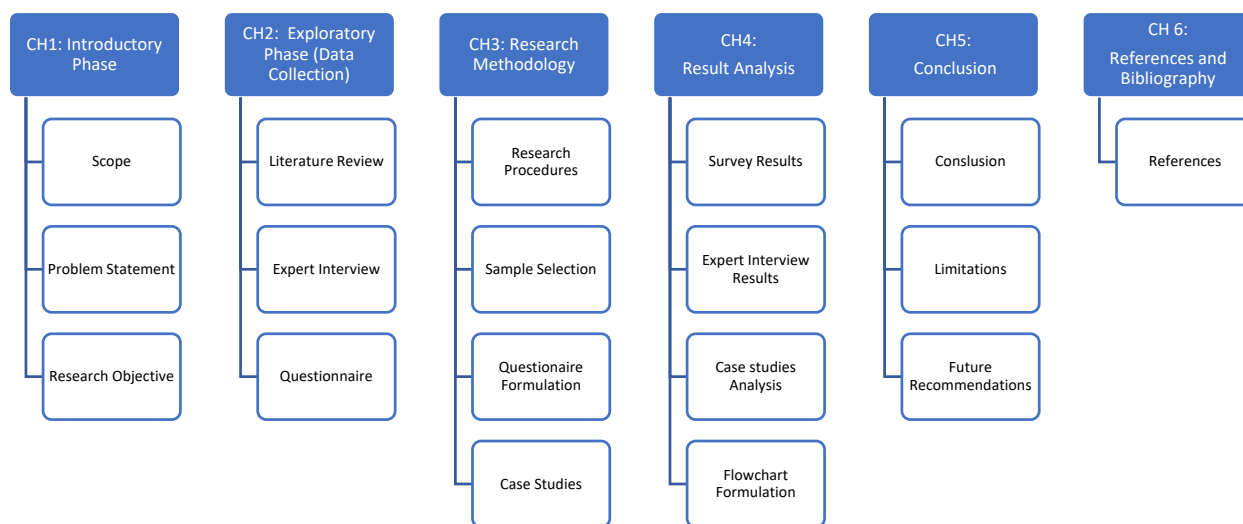 CH1: Introductory
Phase
Scope
Problem Statement
Research Objective
CH2:  Exploratory
Phase (Data
Collection)
Literature Review
Expert Interview
Questionnaire
CH3: Research
Methodology
Research
Procedures
Sample Selection
Questionaire
Formulation
Case Studies
CH4:
Result Analysis
Survey Results
Expert Interview
Results
Case studies
Analysis
Flowchart
Formulation
CH5:
Conclusion
Conslusion
Limitations
Future
Recommendations
CH 6:
References and
Bibliography
References